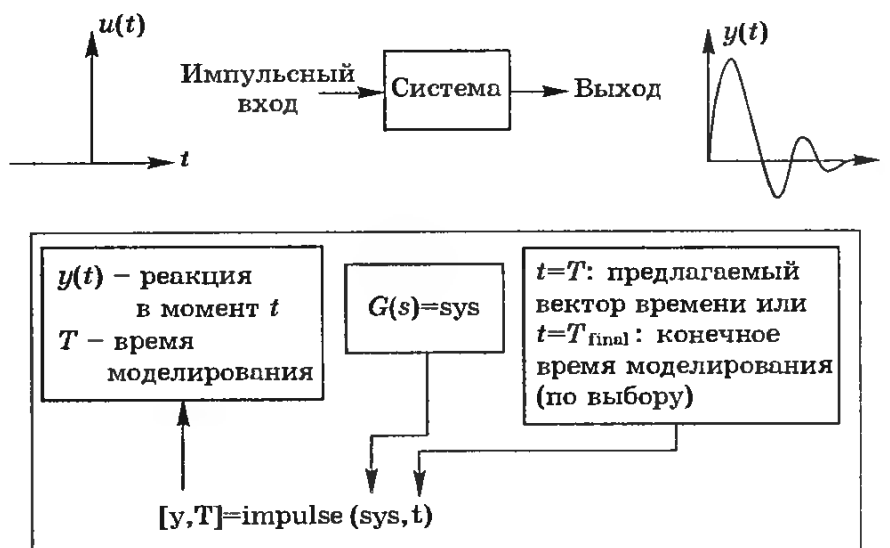 u(t)
t
Импульсный
вход
Система
Выход
y(t)
y(t) – реакция
в момент t
T – время
моделирования
G(s)=sys
t=T: предлагаемый
вектор времени или
t=T_final: конечное
время моделирования
(по выбору)
[y,T]=impulse (sys,t)